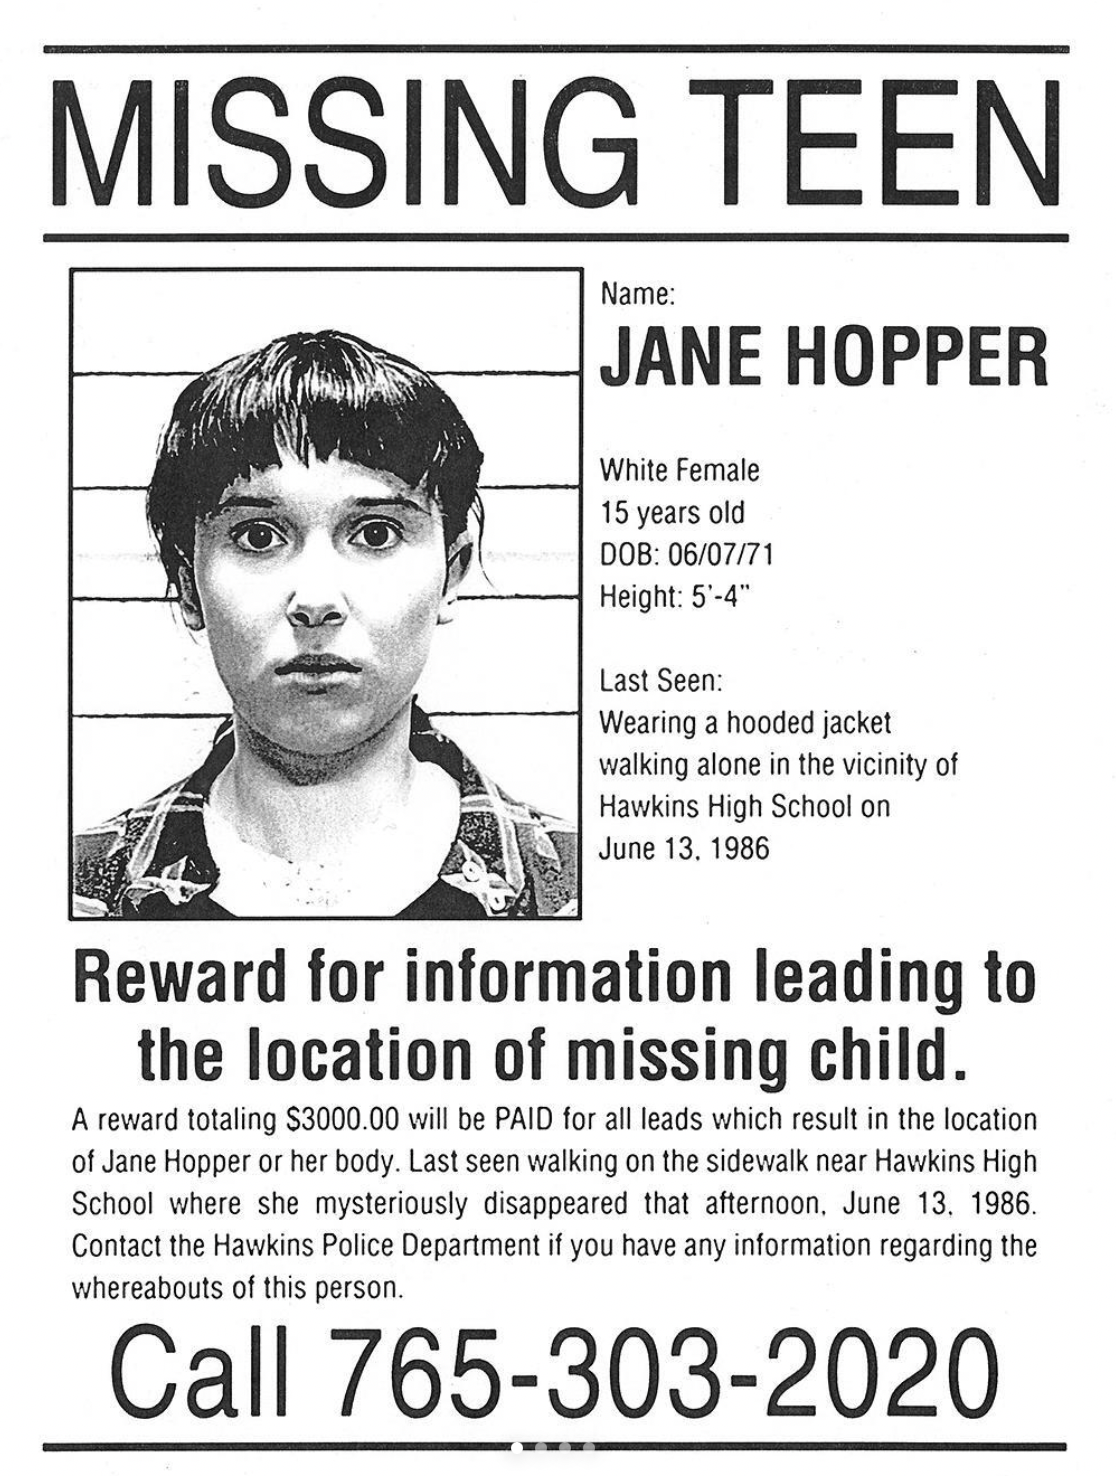 MISSING TEEN
Name:
JANE HOPPER
White Female
15 years old
DOB: 06/07/71
Height: 5'-4"
Last Seen:
Wearing a hooded jacket
walking alone in the vicinity of
Hawkins High School on
June 13, 1986
Reward for information leading to
the location of missing child.
A reward totaling $3000.00 will be PAID for all leads which result in the location
of Jane Hopper or her body. Last seen walking on the sidewalk near Hawkins High
School where she mysteriously disappeared that afternoon, June 13, 1986.
Contact the Hawkins Police Department if you have any information regarding the
whereabouts of this person.
Call 765-303-2020